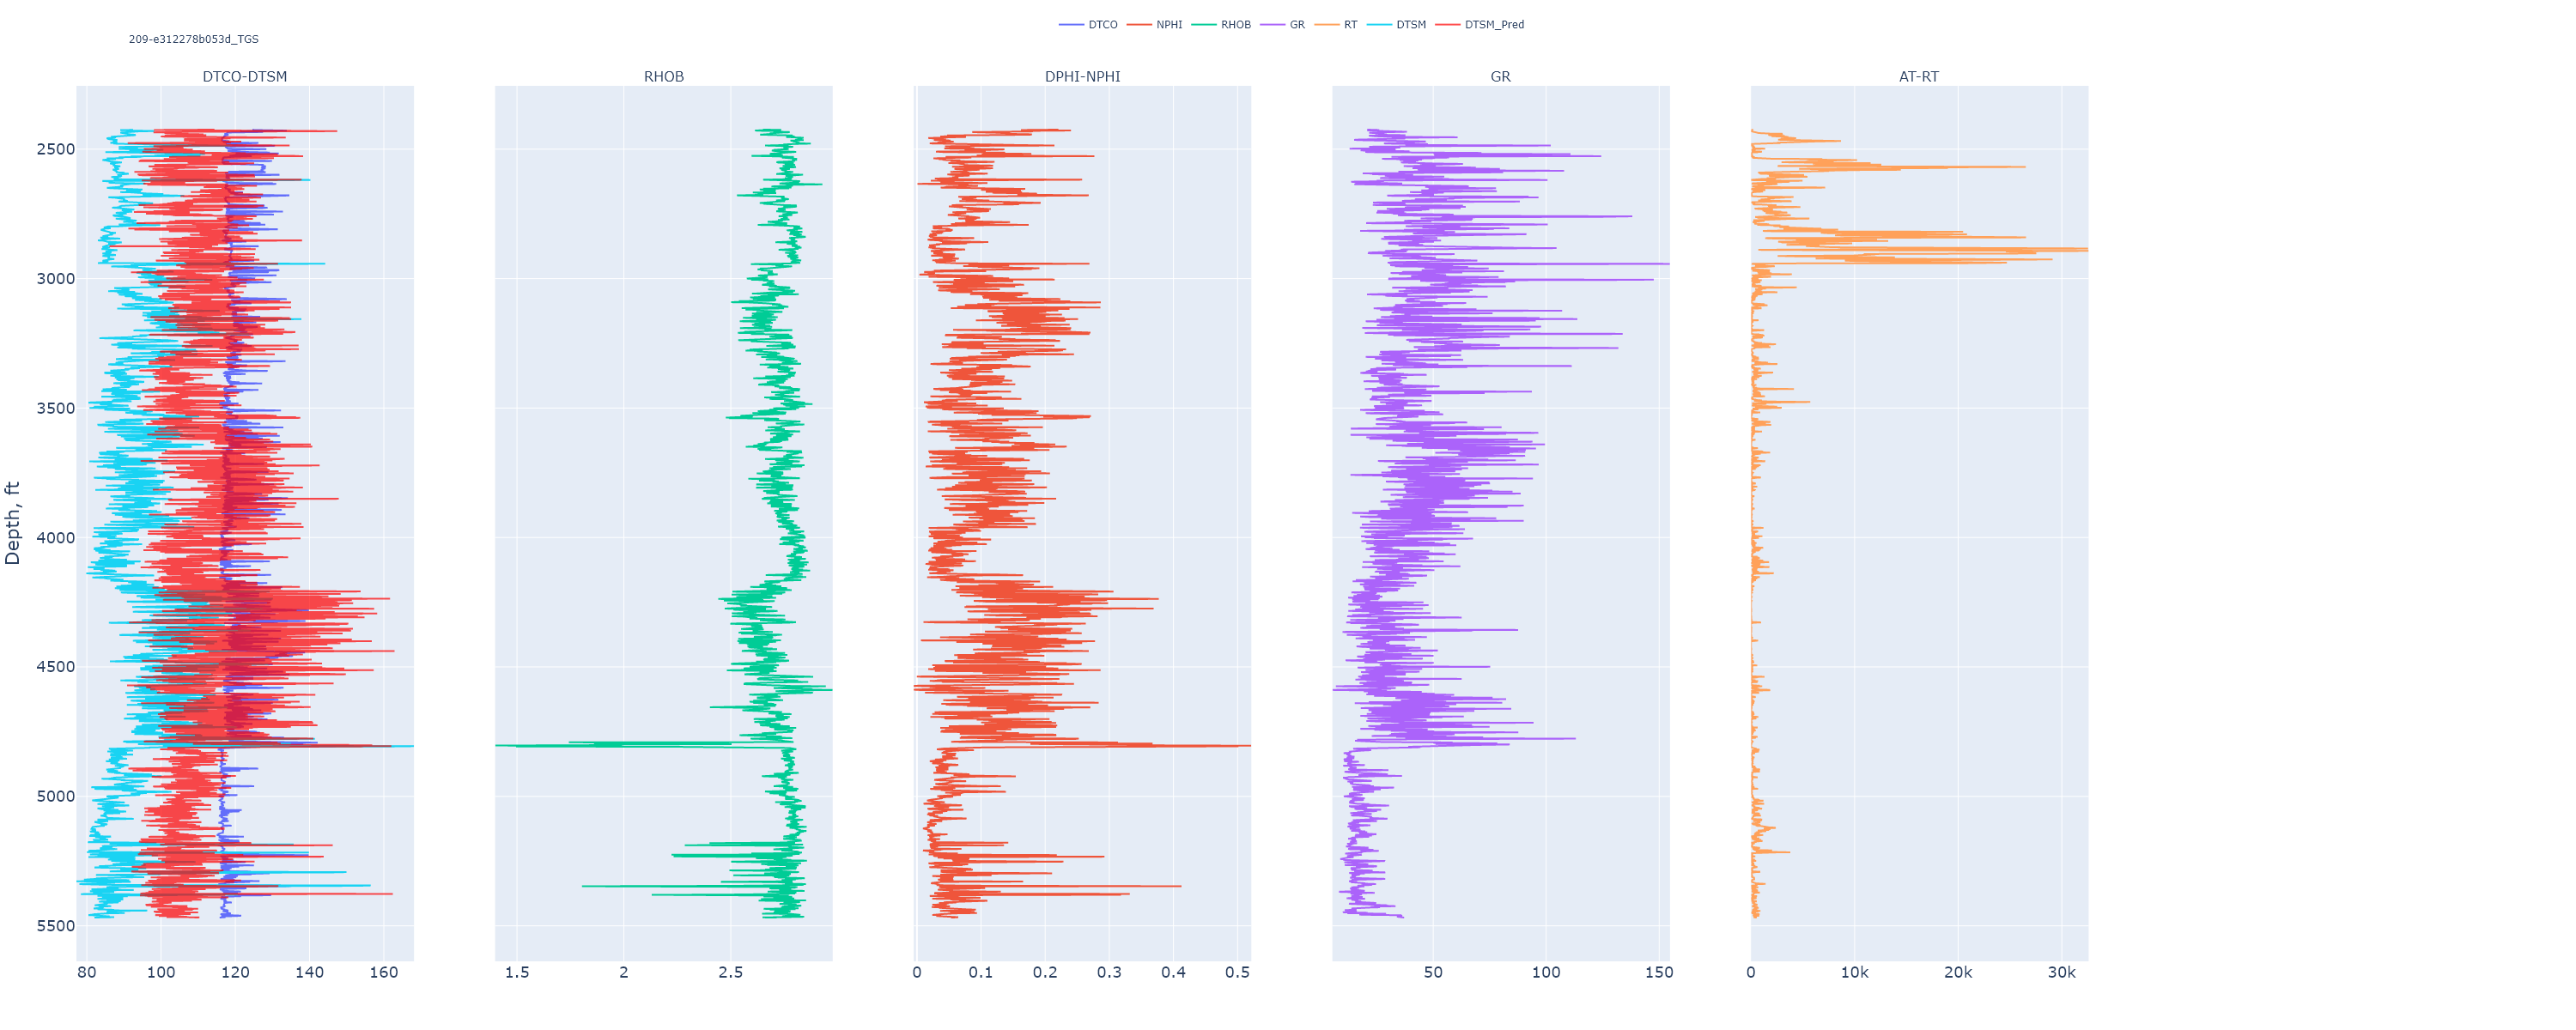 DTCO NPHI RHOB GR RT DTSM DTSM_Pred
209-e312278b053d_TGS
DTCO-DTSM RHOB DPHI-NPHI GR AT-RT
Depth, ft
2500
3000
3500
4000
4500
5000
5500
80 100 120 140 160 1.5 2 2.5 0 0.1 0.2 0.3 0.4 0.5 50 100 150 0 10k 20k 30k